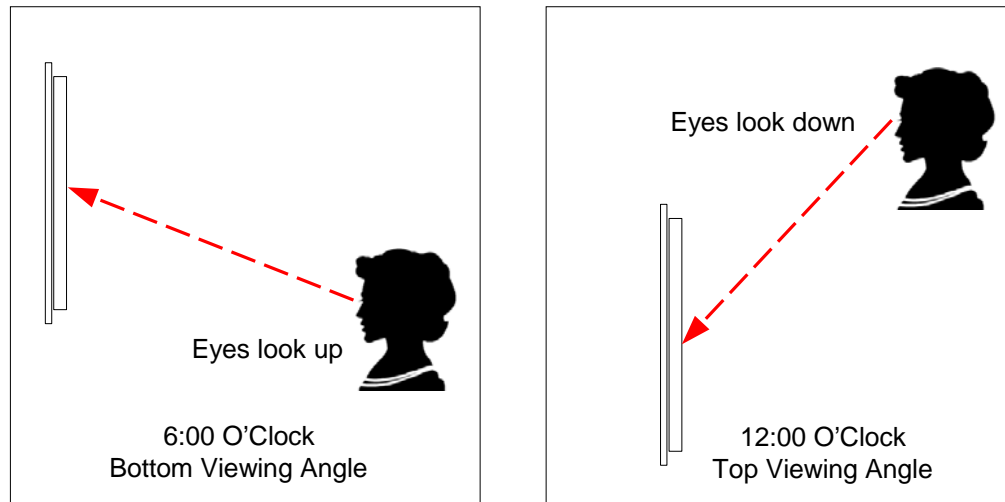 Eyes look up
6:00 O’Clock
Bottom Viewing Angle
Eyes look down
12:00 O’Clock
Top Viewing Angle